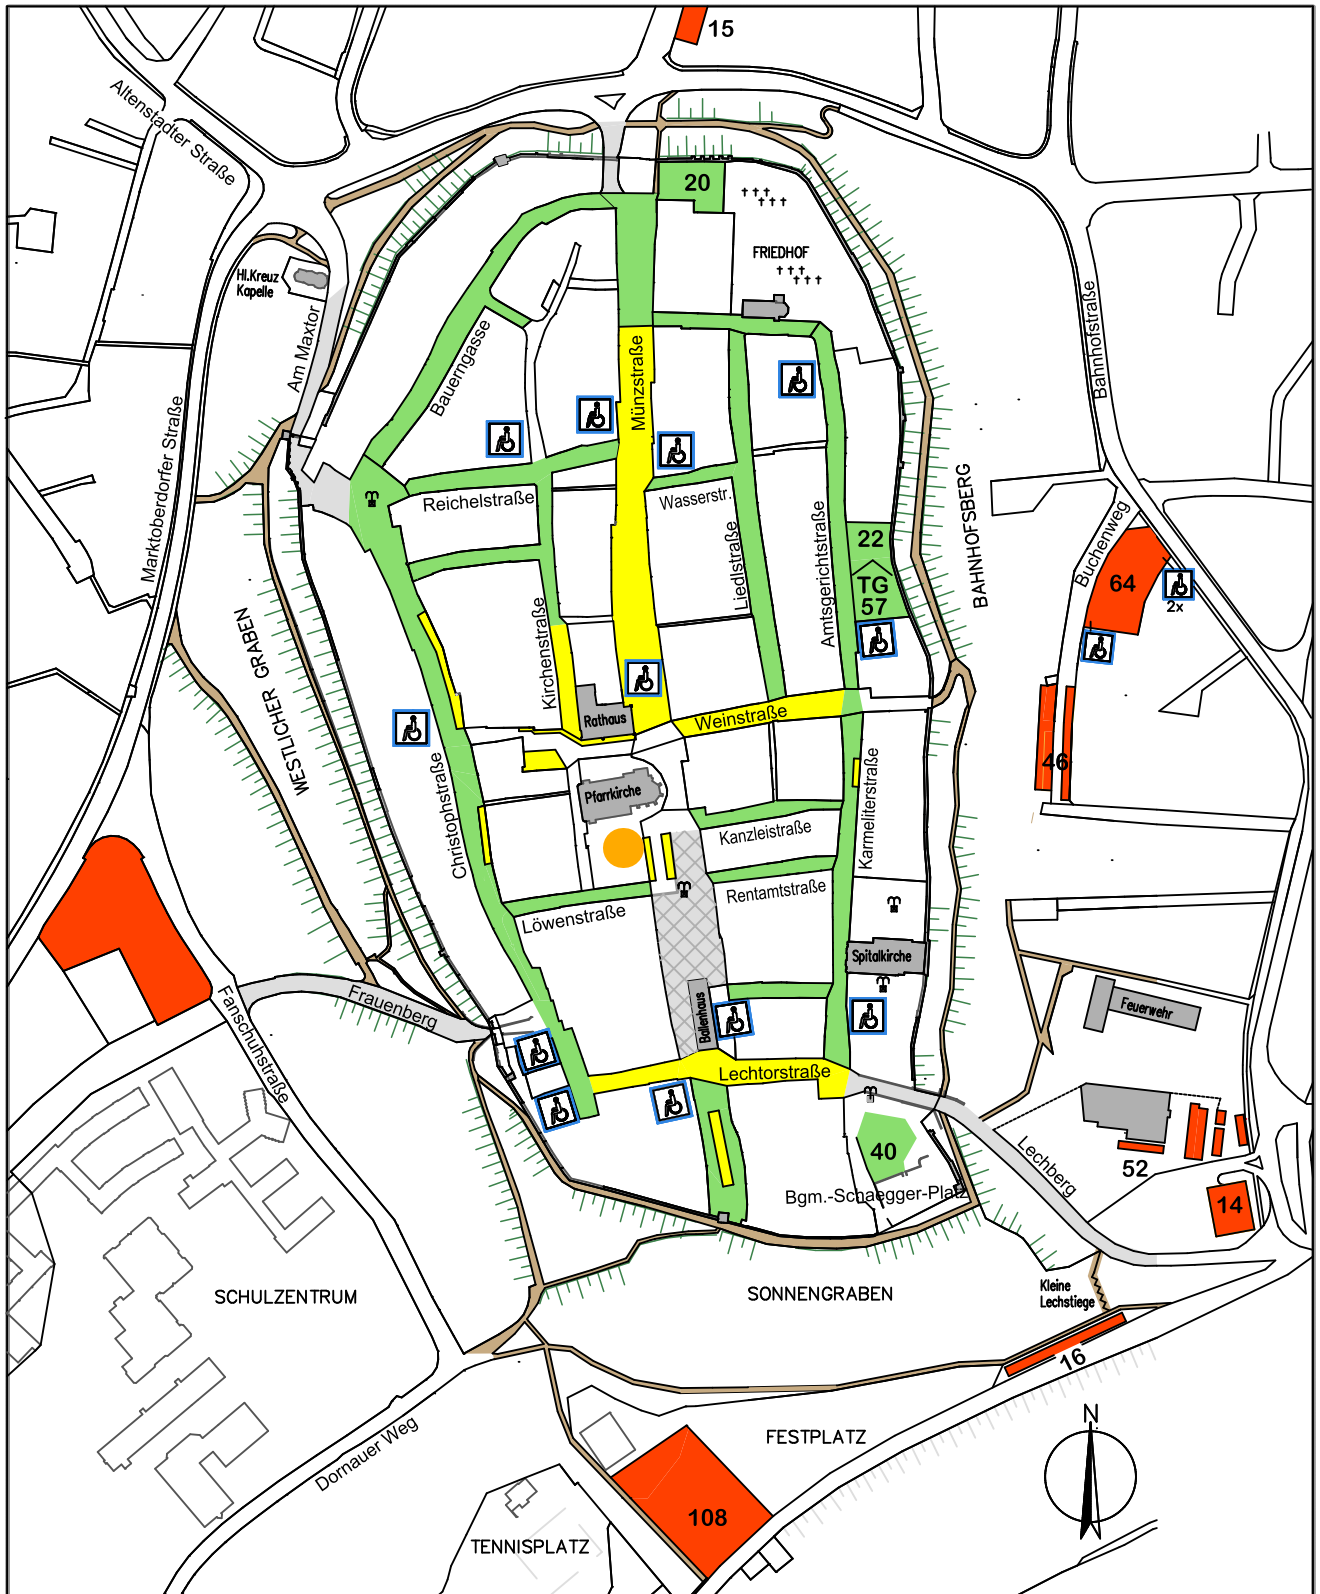 15
Altenstadter Straße
20
FRIEDHOF
Hl.Kreuz
Kapelle
Am Maxtor
Bauerngasse
Münzstraße
Bahnhofstraße
Marktoberdorfer Straße
Reichelstraße
Wasserstr.
Liedlstraße
Amtsgerichtstraße
BAHNHOFSBERG
22
TG
57
Buchenweg
64
2x
WESTLICHER GRABEN
Kirchenstraße
Rathaus
Weinstraße
46
Christophstraße
Pfarrkirche
Kanzleistraße
Karmeliterstraße
Rentamtstraße
Löwenstraße
Spitalkirche
Frauenberg
Fanschuhstraße
Ballenhaus
Feuerwehr
Lechtorstraße
40
Bgm.-Schaegger-Platz
Lechberg
52
14
SCHULZENTRUM
SONNENGRABEN
Kleine
Lechstiege
16
Dornauer Weg
FESTPLATZ
N
108
TENNISPLATZ